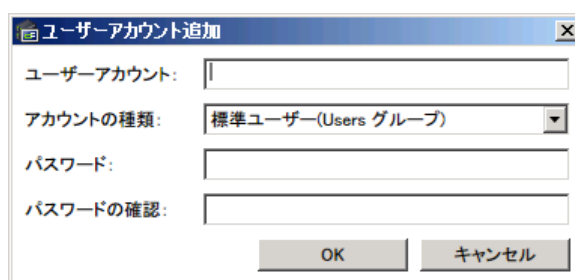 ユーザーアカウント追加
ユーザーアカウント:
アカウントの種類: 標準ユーザー(Users グループ)
パスワード:
パスワードの確認:
OK キャンセル